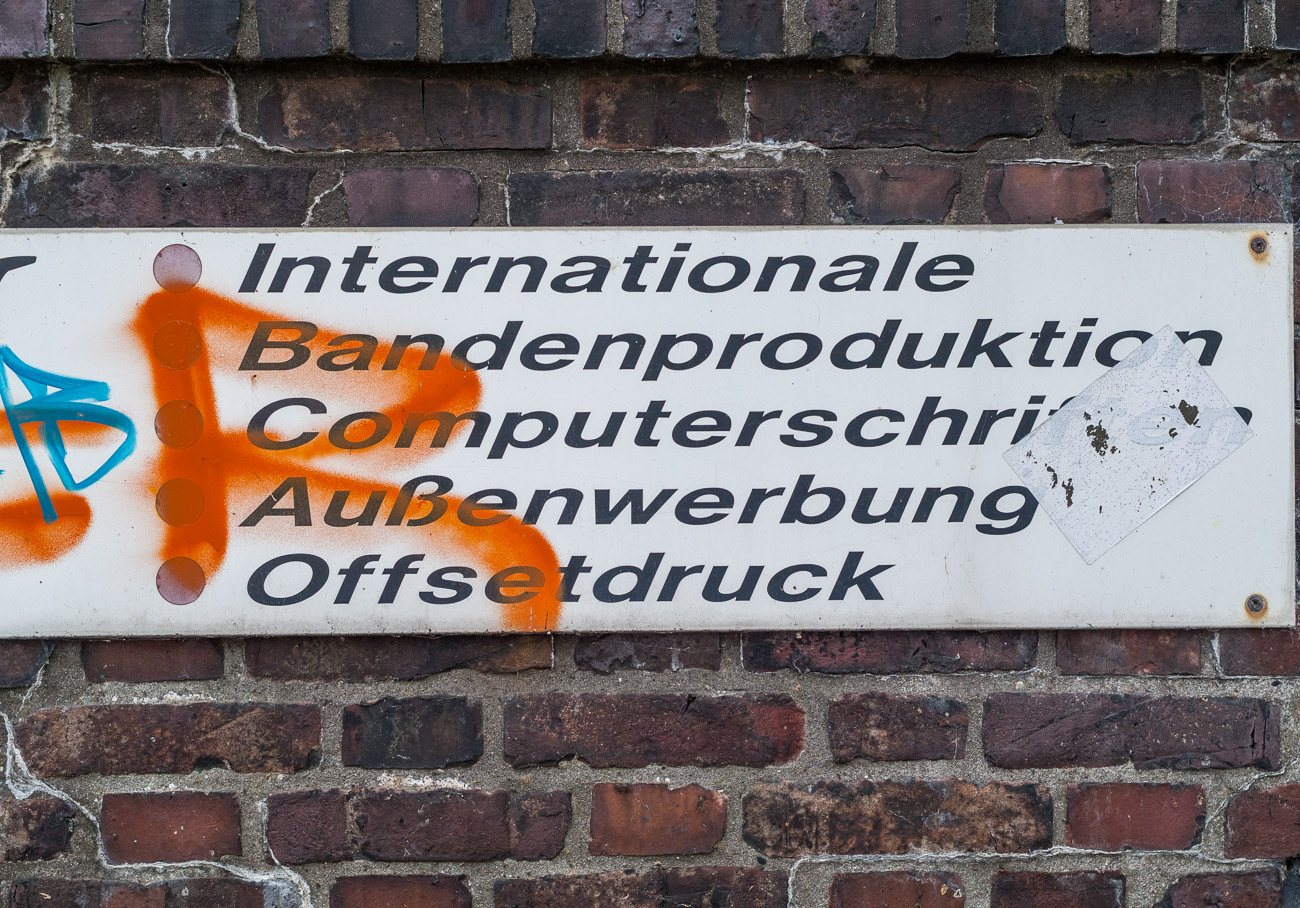 Internationale
Bandenproduktion
Computerschriften
Außenwerbung
Offsetdruck